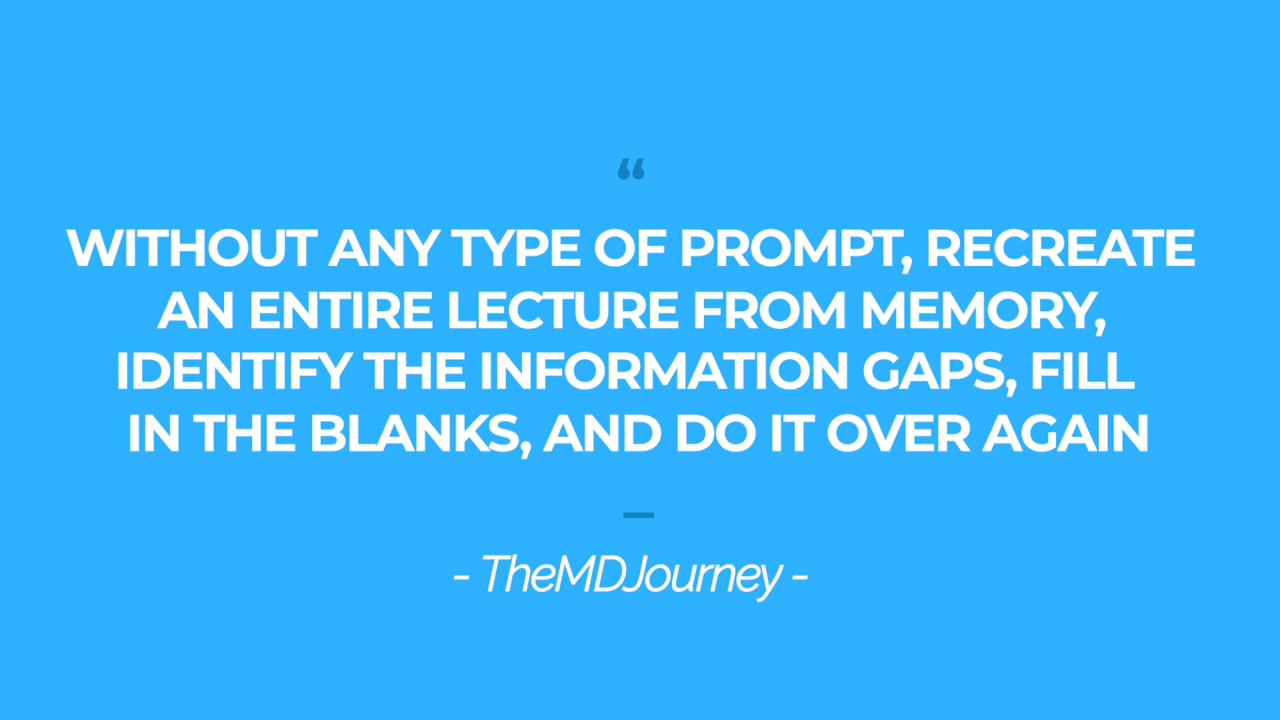 “
WITHOUT ANY TYPE OF PROMPT, RECREATE
AN ENTIRE LECTURE FROM MEMORY,
IDENTIFY THE INFORMATION GAPS, FILL
IN THE BLANKS, AND DO IT OVER AGAIN
- TheMDJourney -